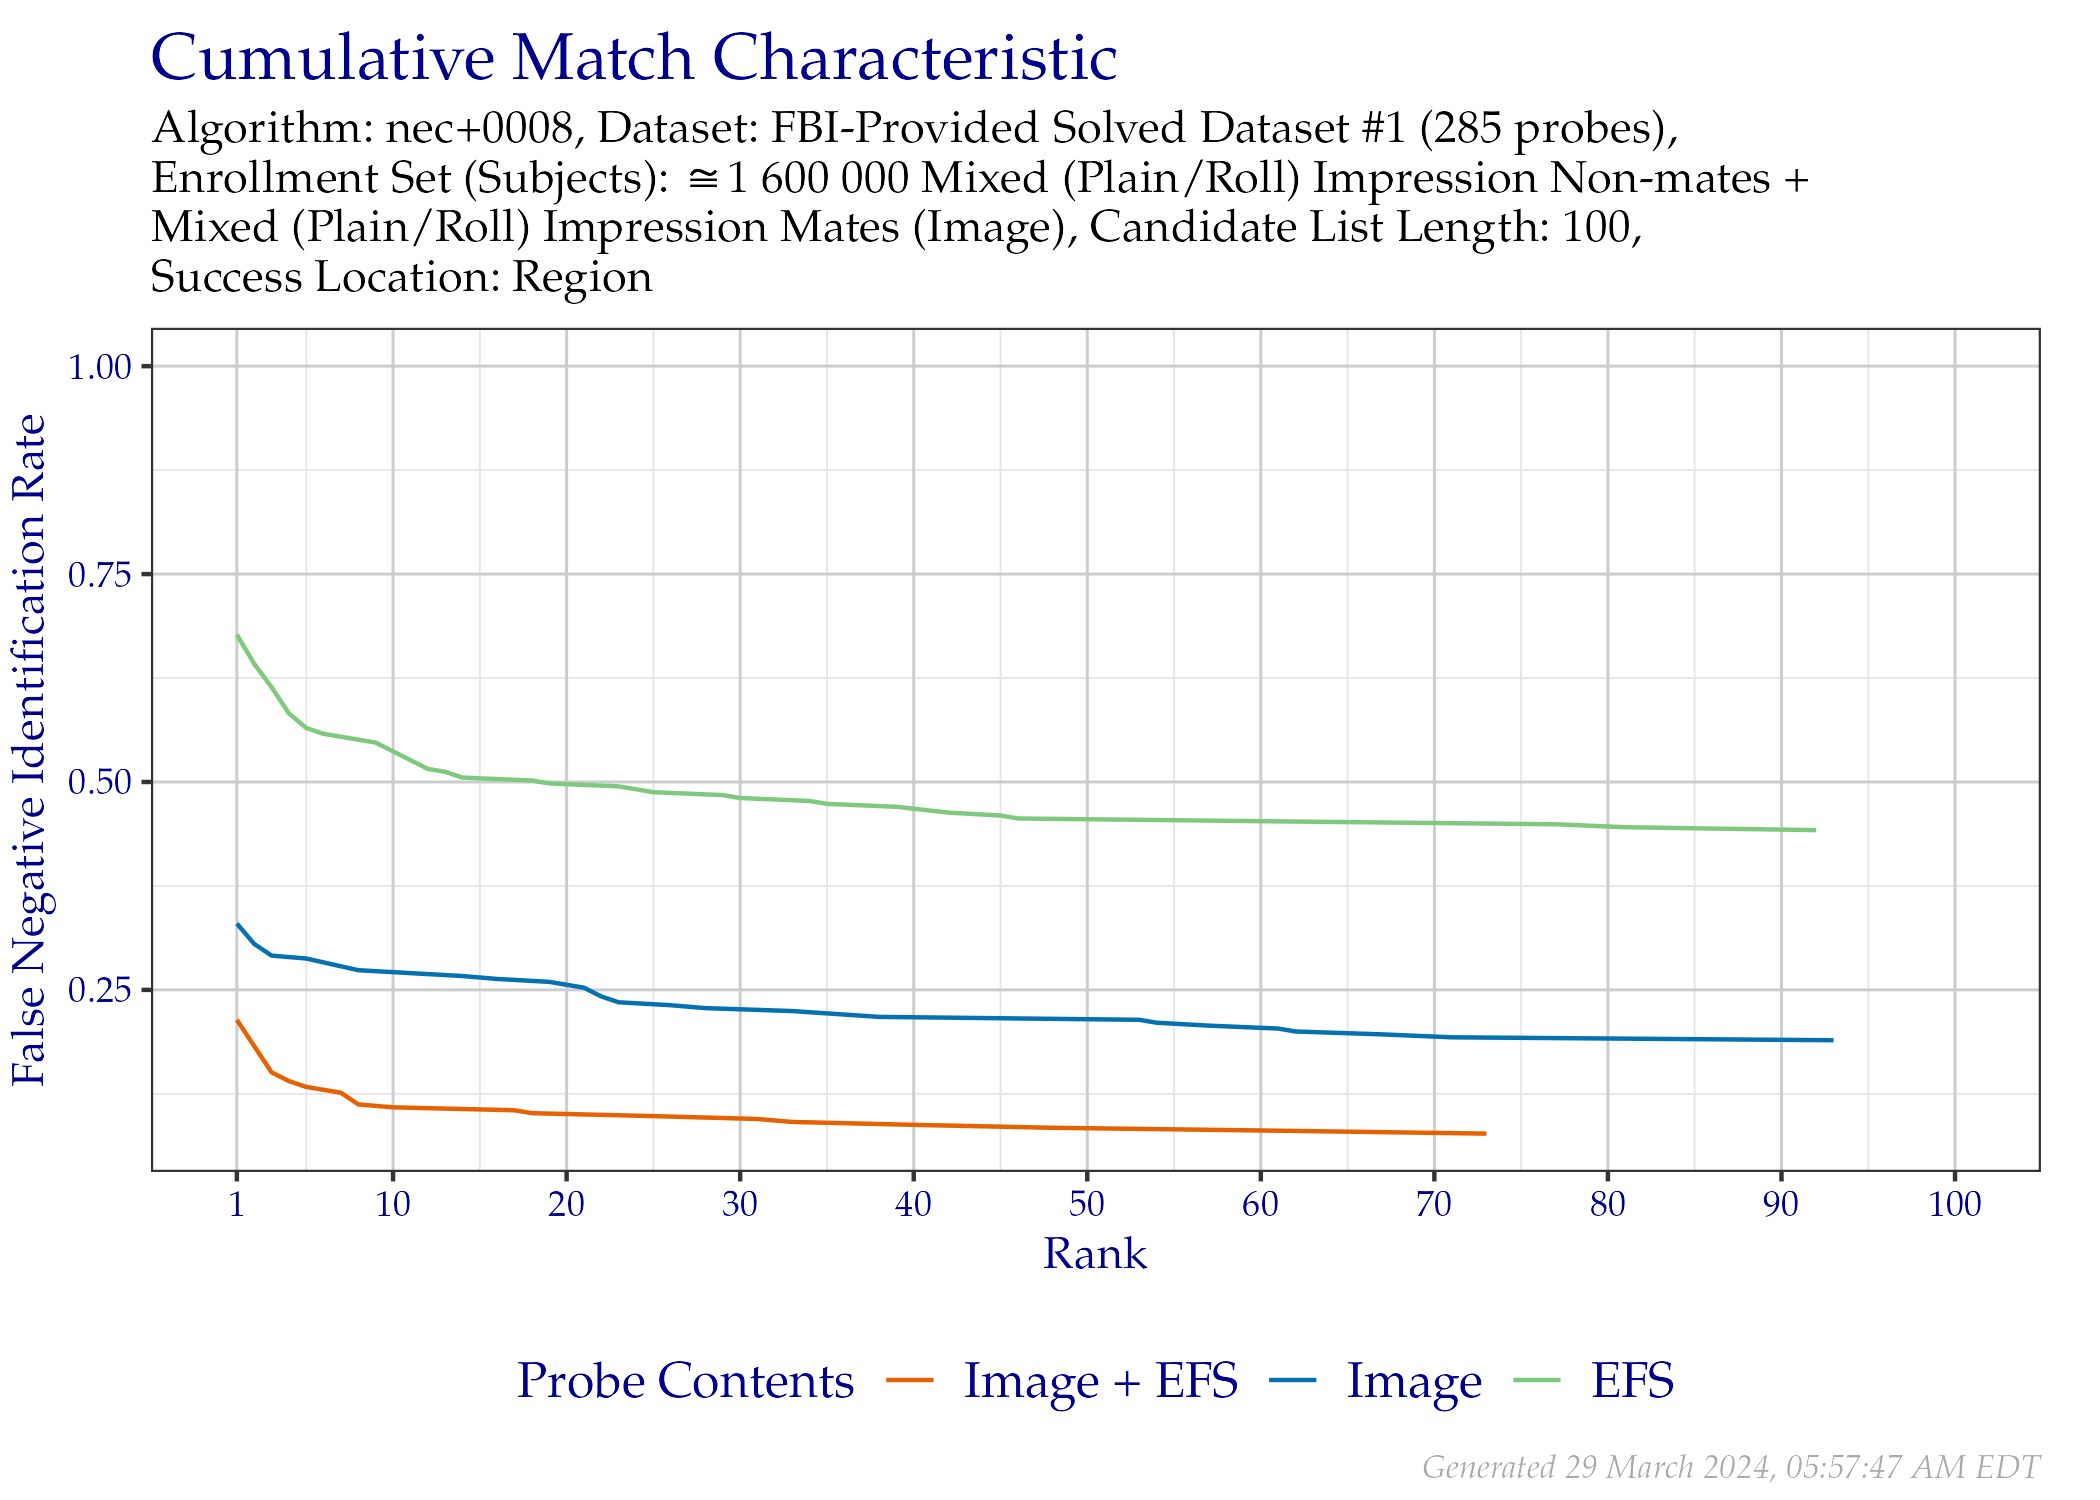 Cumulative Match Characteristic
Algorithm: nec+0008, Dataset: FBI-Provided Solved Dataset #1 (285 probes),
Enrollment Set (Subjects): ≅ 1 600 000 Mixed (Plain/Roll) Impression Non-mates +
Mixed (Plain/Roll) Impression Mates (Image), Candidate List Length: 100,
Success Location: Region
False Negative Identification Rate
1.00
0.75
0.50
0.25
1 10 20 30 40 50 60 70 80 90 100
Rank
Probe Contents Image + EFS Image EFS
Generated 29 March 2024, 05:57:47 AM EDT